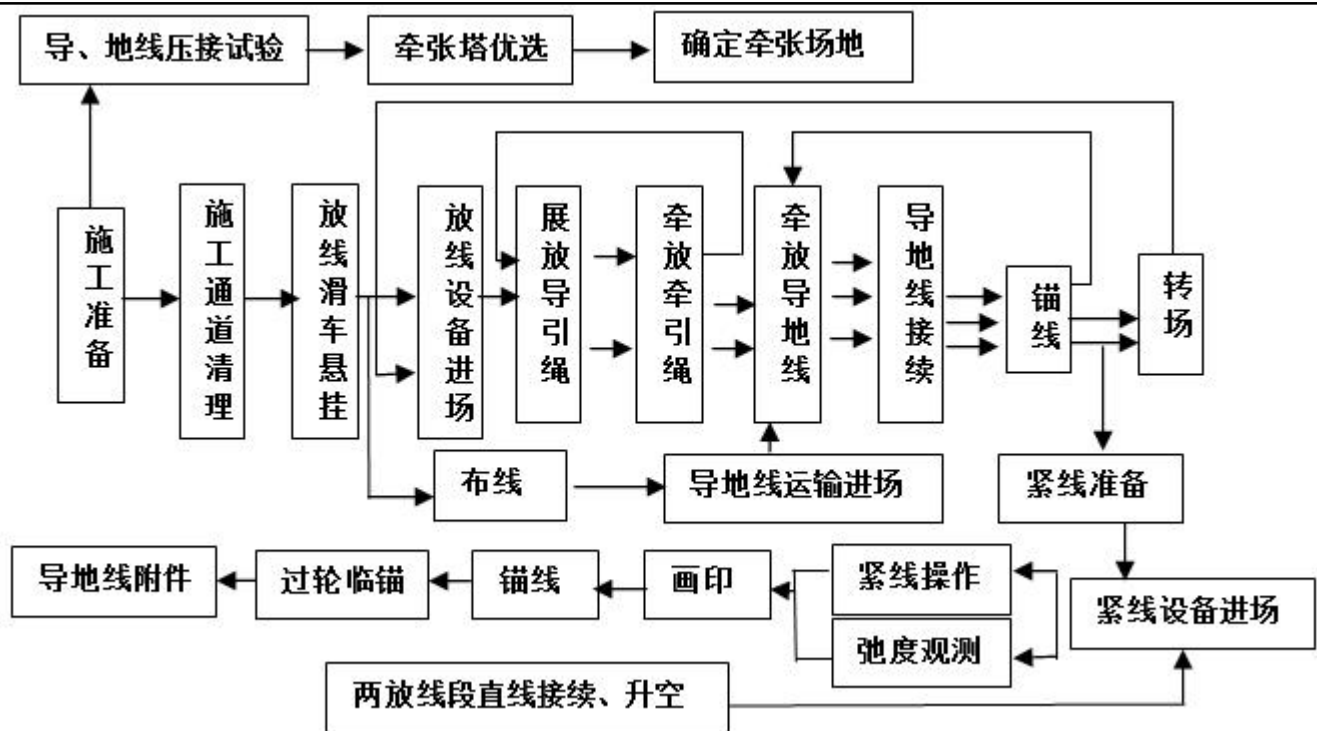 导、地线压接试验
牵张塔优选
确定牵张场地
施工准备
施工通道清理
放线滑车悬挂
放线设备进场
展放导引绳
牵放牵引绳
牵放导地线
导地线接续
锚线
转场
布线
导地线运输进场
紧线准备
导地线附件
过轮临锚
锚线
画印
紧线操作
弛度观测
紧线设备进场
两放线段直线接续、升空